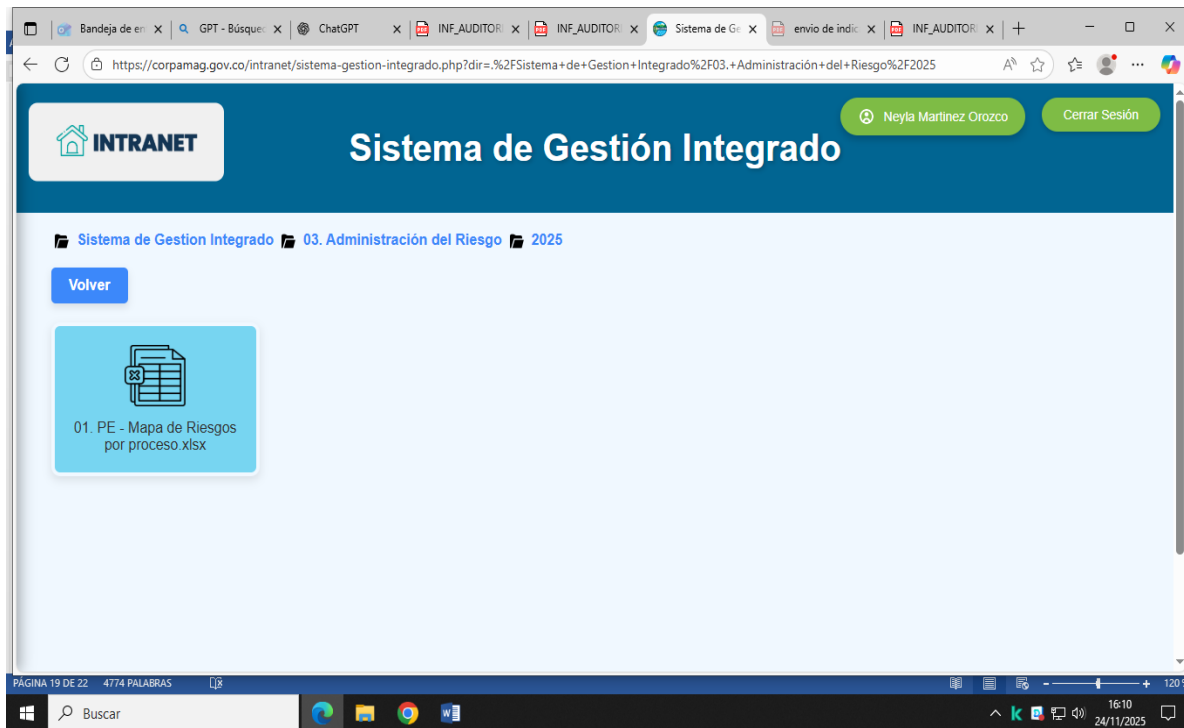 Bandeja de en
GPT - Búsquec
ChatGPT
INF_AUDITOR
INF_AUDITOR
Sistema de Ge
envio de indic
INF_AUDITOR
https://corpamag.gov.co/intranet/sistema-gestion-integrado.php?dir=.%2FSistema+de+Gestion+Integrado%2F03.+Administración+del+Riesgo%2F2025
INTRANET
Sistema de Gestión Integrado
Neyla Martinez Orozco
Cerrar Sesión
Sistema de Gestion Integrado 03. Administración del Riesgo 2025
Volver
01. PE - Mapa de Riesgos
por proceso.xlsx
PÁGINA 19 DE 22 4774 PALABRAS
120
Buscar
16:10
24/11/2025